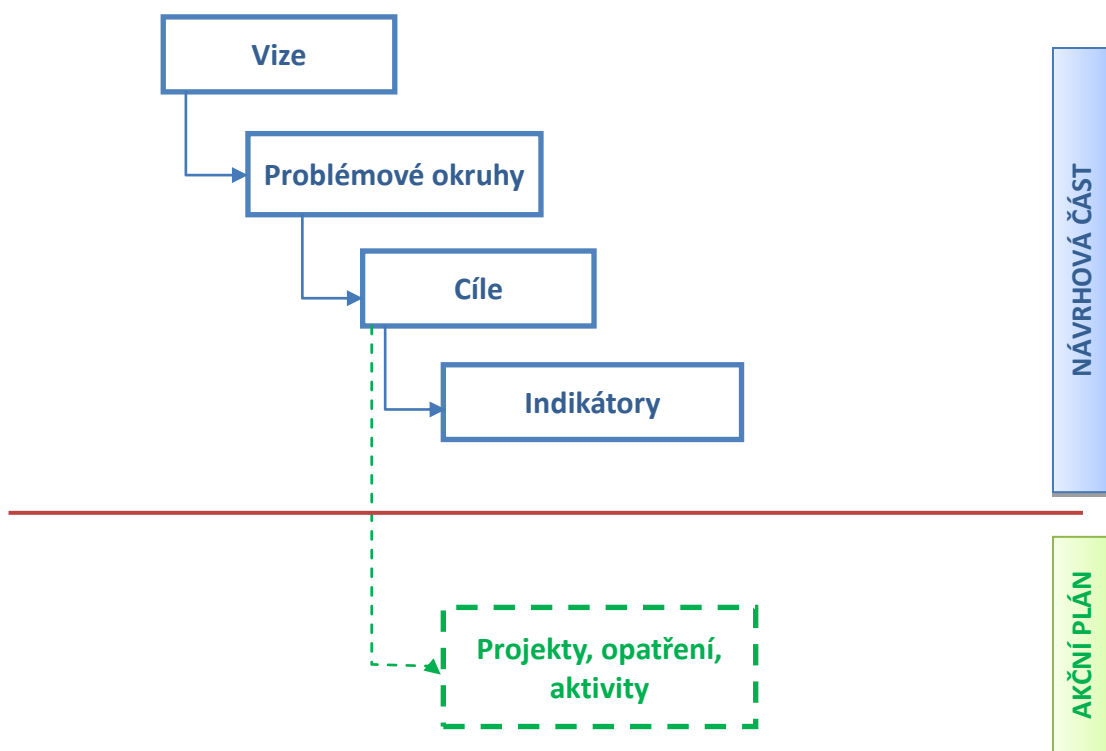 Vize
Problémové okruhy
Cíle
Indikátory
NÁVRHOVÁ ČÁST
Projekty, opatření,
aktivity
AKČNÍ PLÁN